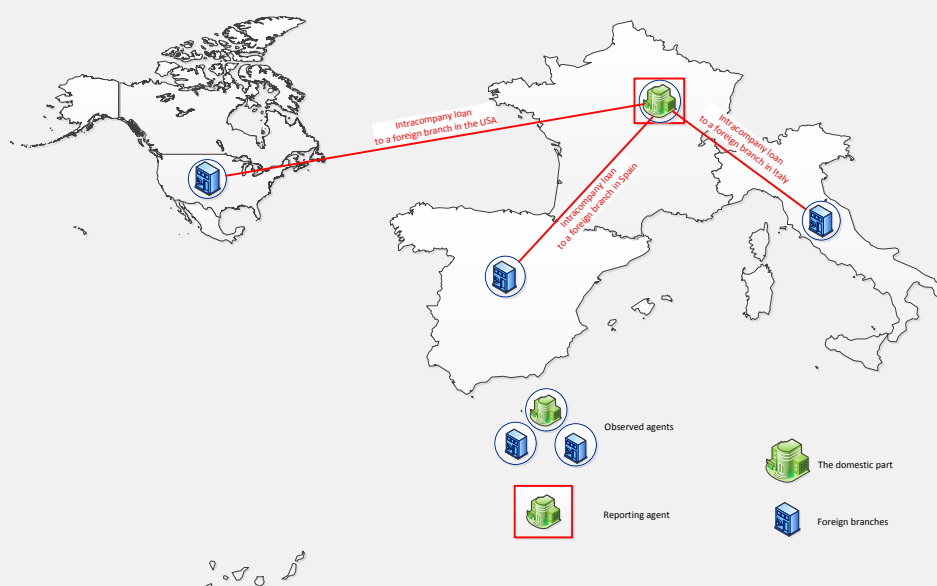 Intracompany loan
to a foreign branch in the USA
Intracompany loan
to a foreign branch in Italy
Intracompany loan
to a foreign branch in Spain
Observed agents
The domestic part
Reporting agent
Foreign branches